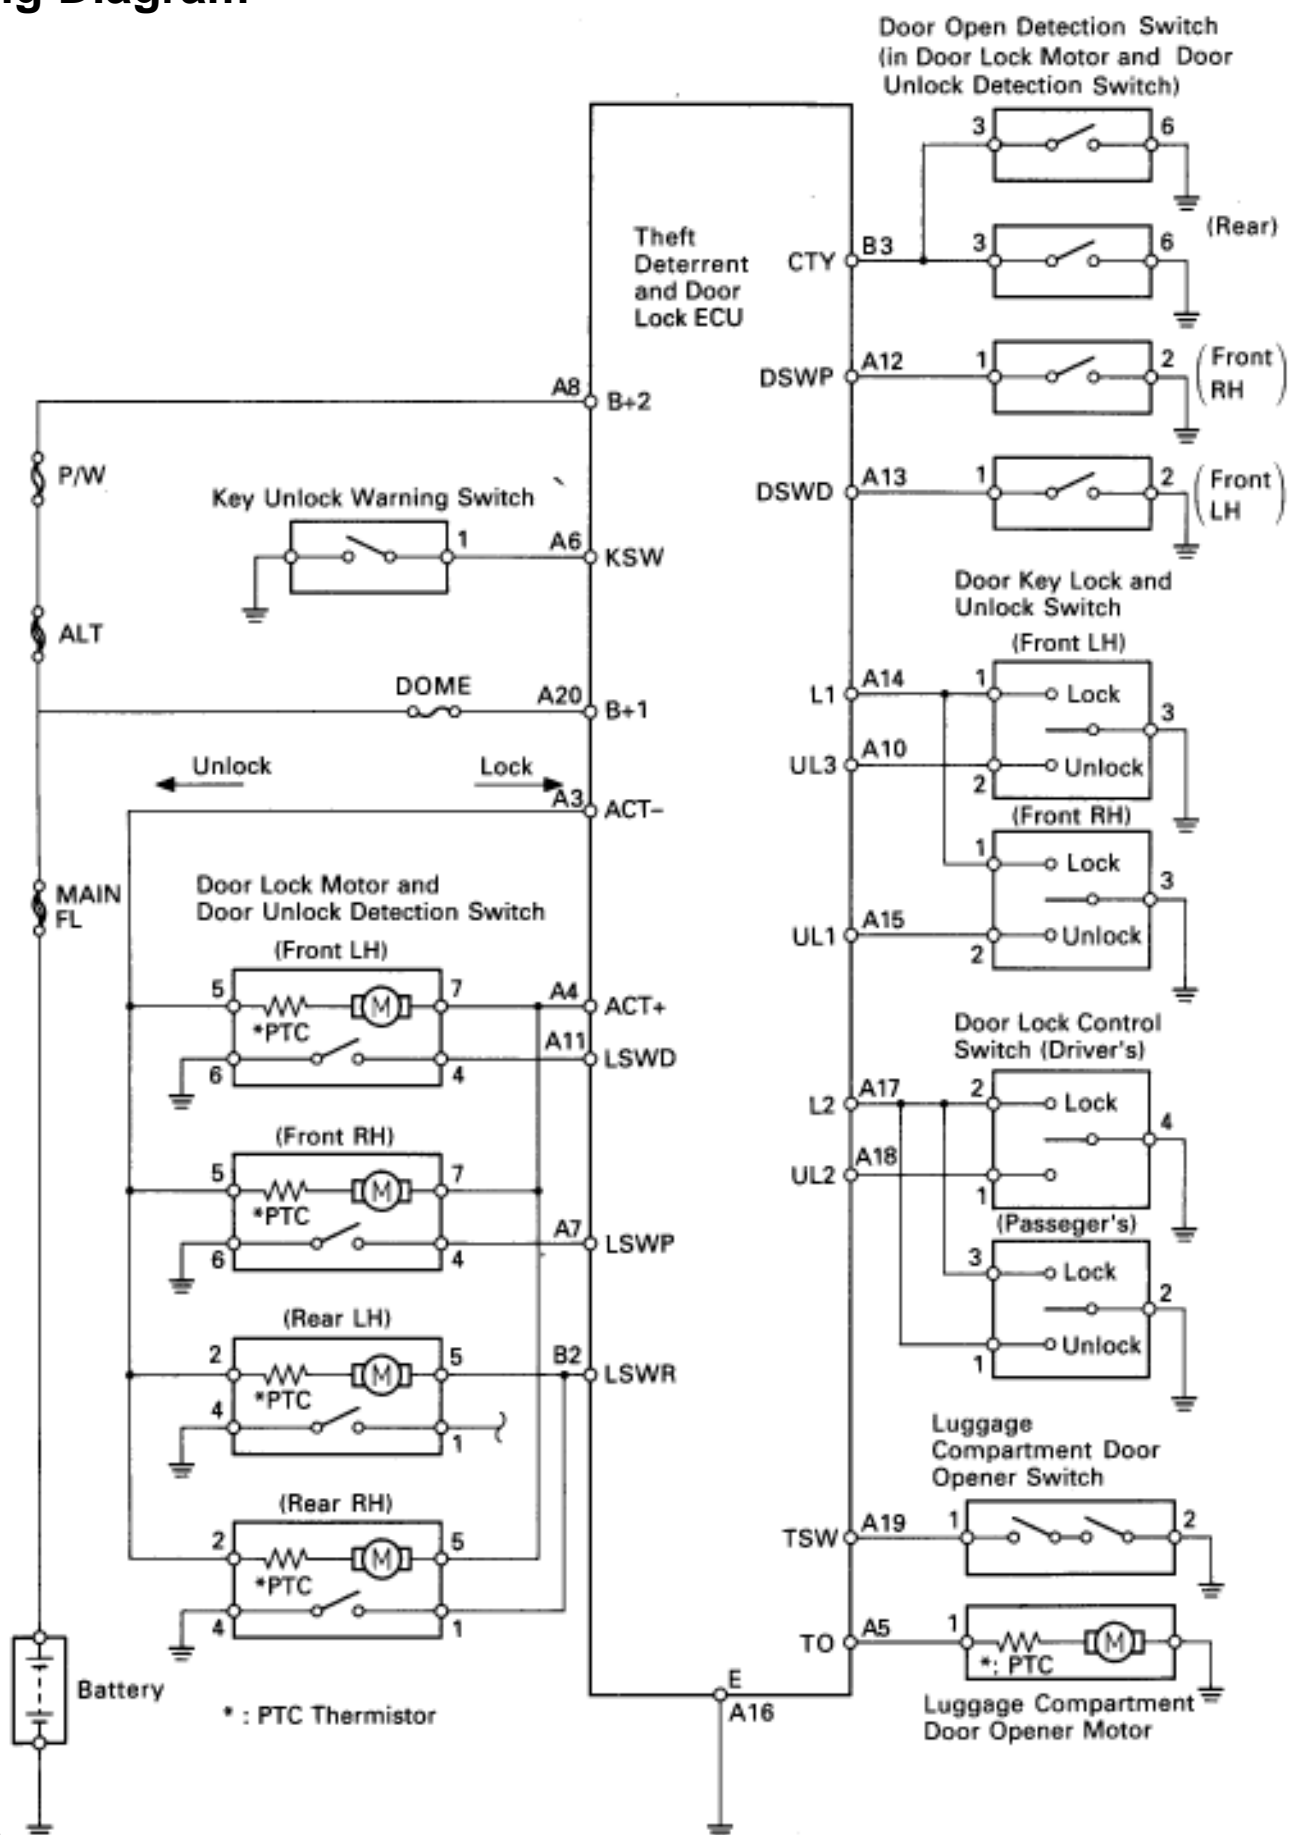 ng Diagram
Door Open Detection Switch
(in Door Lock Motor and Door
Unlock Detection Switch)
3
6
Theft
Deterrent
and Door
Lock ECU
CTY
B3
3
6
(Rear)
DSWP
A12
1
2
(Front
RH)
A8
B+2
P/W
DSWD
A13
1
2
(Front
LH)
Key Unlock Warning Switch
1
A6
KSW
Door Key Lock and
Unlock Switch
ALT
(Front LH)
L1
A14
1
Lock
3
DOME
A20
B+1
UL3
A10
2
Unlock
Unlock
Lock
A3
ACT-
(Front RH)
1
Lock
3
MAIN
FL
Door Lock Motor and
Door Unlock Detection Switch
UL1
A15
2
Unlock
(Front LH)
5
M
7
A4
ACT+
*PTC
6
4
A11
LSWD
Door Lock Control
Switch (Driver's)
L2
A17
2
Lock
4
UL2
A18
1
(Front RH)
5
M
7
*PTC
6
4
A7
LSWP
(Passeger's)
3
Lock
2
1
Unlock
(Rear LH)
2
M
5
B2
LSWR
*PTC
4
1
Luggage
Compartment Door
Opener Switch
(Rear RH)
TSW
A19
1
2
2
M
5
*PTC
4
1
TO
A5
1
M
*: PTC
Battery
* : PTC Thermistor
E
A16
Luggage Compartment
Door Opener Motor